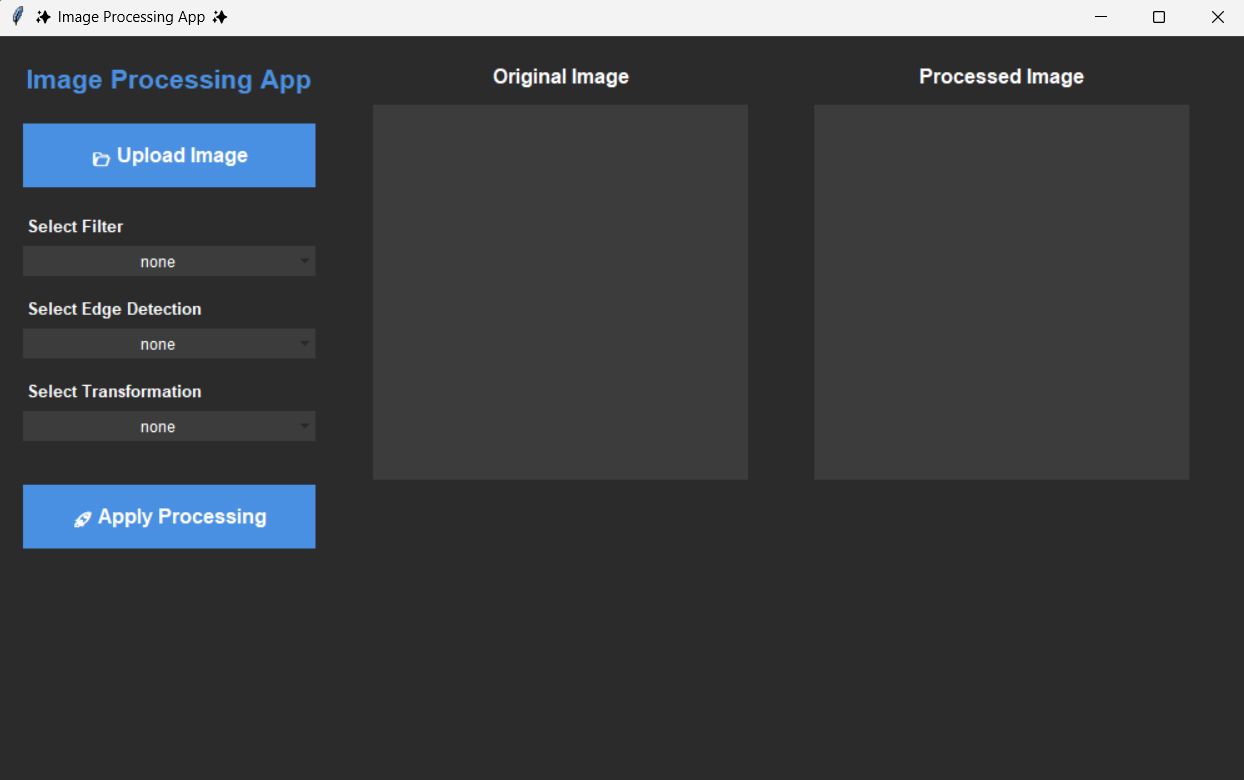 ✨ Image Processing App ✨
Image Processing App
📂 Upload Image
Select Filter
none
Select Edge Detection
none
Select Transformation
none
🚀 Apply Processing
Original Image
Processed Image